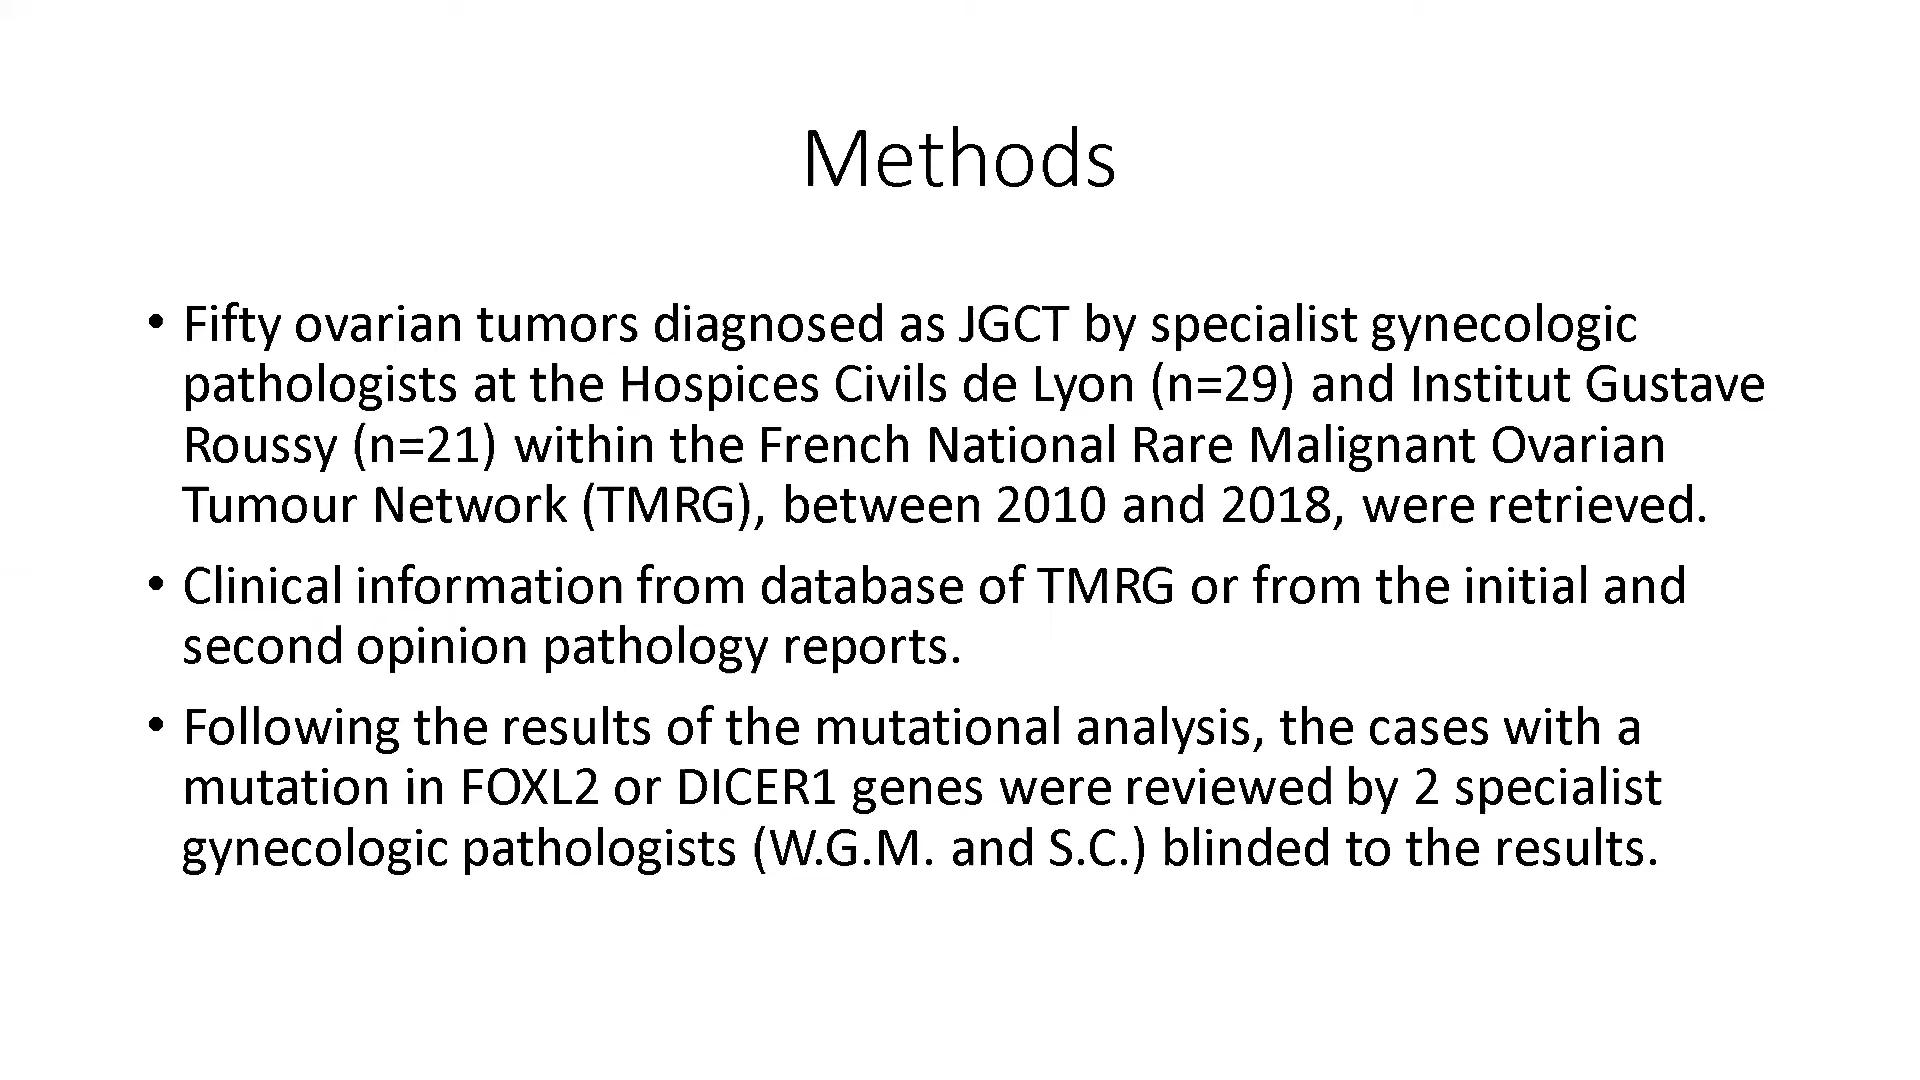 Methods
• Fifty ovarian tumors diagnosed as JGCT by specialist gynecologic
pathologists at the Hospices Civils de Lyon (n=29) and Institut Gustave
Roussy (n=21) within the French National Rare Malignant Ovarian
Tumour Network (TMRG), between 2010 and 2018, were retrieved.
• Clinical information from database of TMRG or from the initial and
second opinion pathology reports.
• Following the results of the mutational analysis, the cases with a
mutation in FOXL2 or DICER1 genes were reviewed by 2 specialist
gynecologic pathologists (W.G.M. and S.C.) blinded to the results.